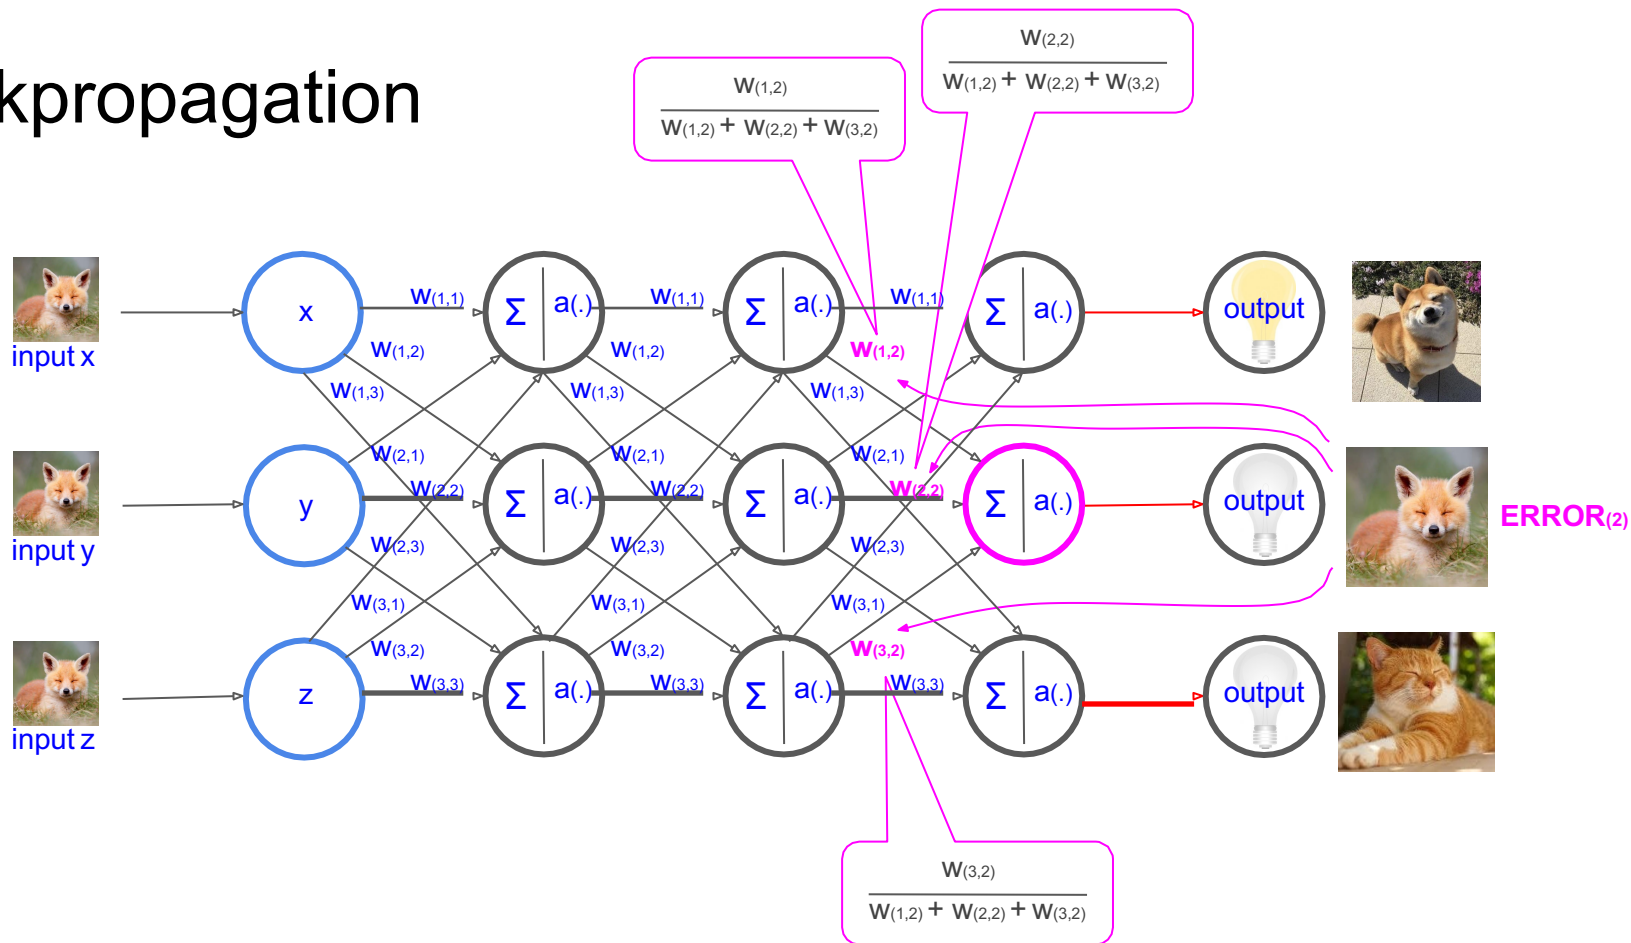 kpropagation
W(1,2)
W(1,2) + W(2,2) + W(3,2)
W(2,2)
W(1,2) + W(2,2) + W(3,2)
input x
x
W(1,1)
Σ a(.)
W(1,1)
Σ a(.)
W(1,1)
Σ a(.)
output
W(1,2)
W(1,2)
W(1,2)
W(1,3)
W(1,3)
W(1,3)
W(2,1)
W(2,1)
W(2,1)
input y
y
W(2,2)
Σ a(.)
W(2,2)
Σ a(.)
W(2,2)
Σ a(.)
output
ERROR(2)
W(2,3)
W(2,3)
W(2,3)
W(3,1)
W(3,1)
W(3,1)
W(3,2)
W(3,2)
W(3,2)
input z
z
W(3,3)
Σ a(.)
W(3,3)
Σ a(.)
W(3,3)
Σ a(.)
output
W(3,2)
W(1,2) + W(2,2) + W(3,2)